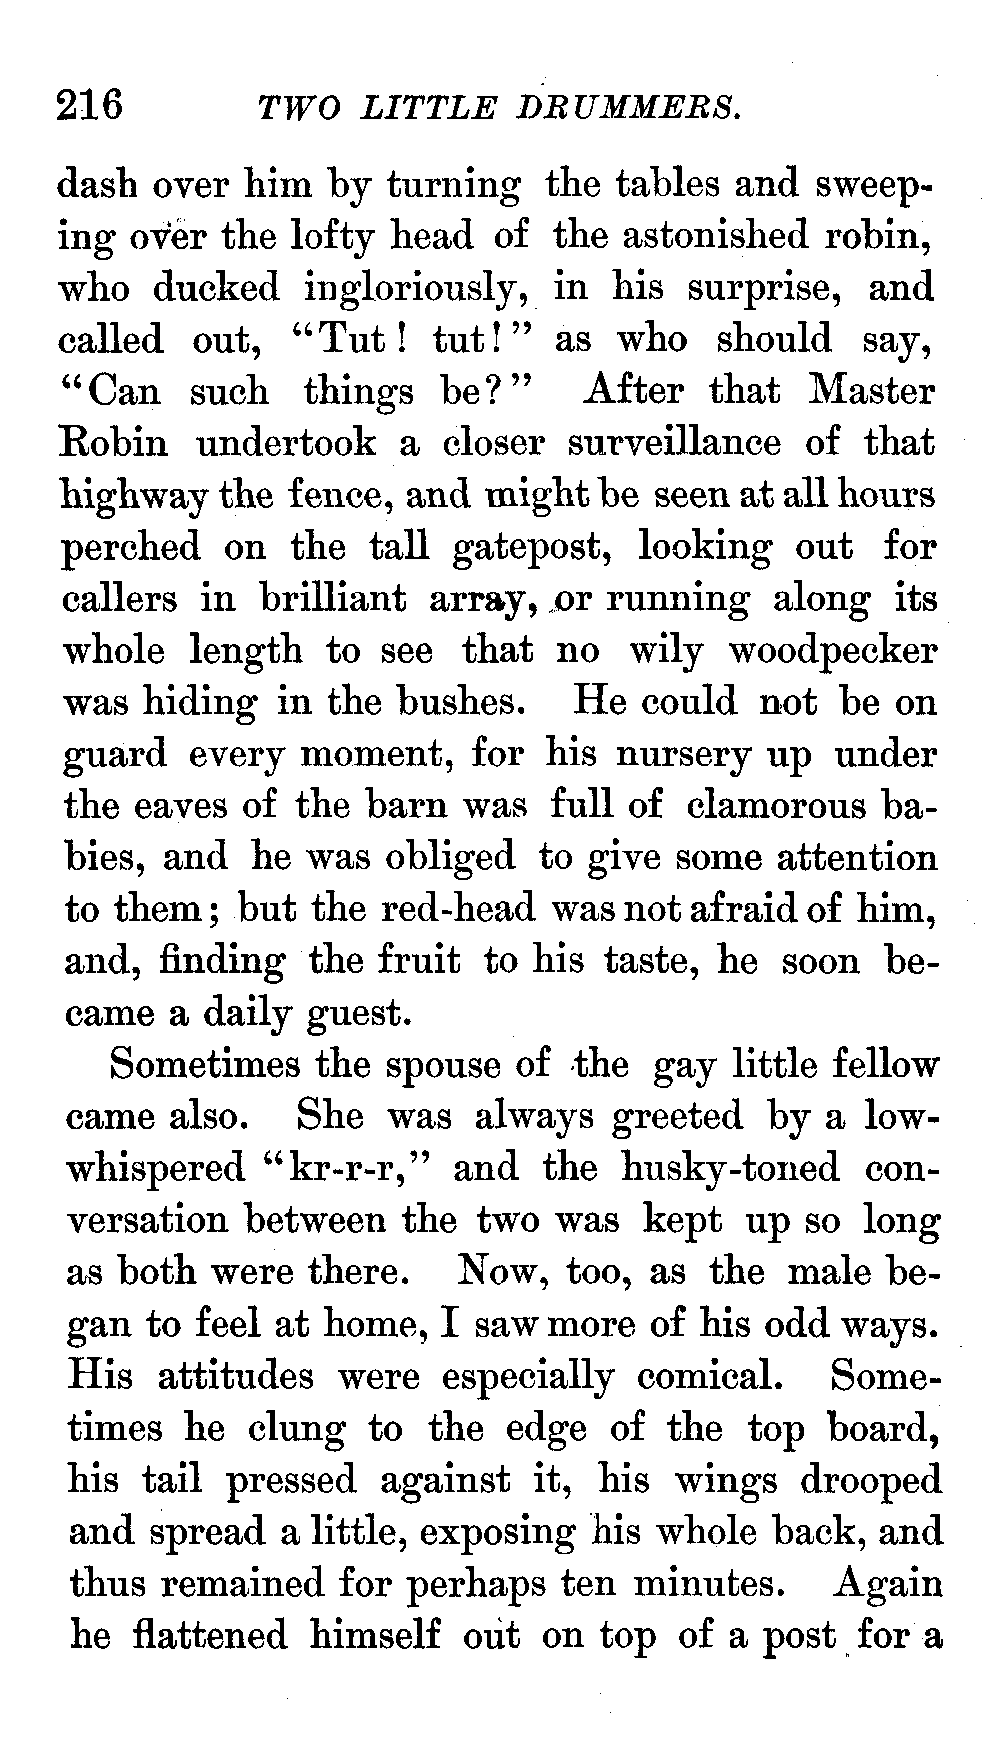 216 TWO LITTLE DRUMMERS.
dash over him by turning the tables and sweep-
ing over the lofty head of the astonished robin,
who ducked ingloriously, in his surprise, and
called out, "Tut! tut!" as who should say,
"Can such things be?" After that Master
Robin undertook a closer surveillance of that
highway the fence, and might be seen at all hours
perched on the tall gatepost, looking out for
callers in brilliant array, or running along its
whole length to see that no wily woodpecker
was hiding in the bushes. He could not be on
guard every moment, for his nursery up under
the eaves of the barn was full of clamorous ba-
bies, and he was obliged to give some attention
to them; but the red-head was not afraid of him,
and, finding the fruit to his taste, he soon be-
came a daily guest.
Sometimes the spouse of the gay little fellow
came also. She was always greeted by a low-
whispered "kr-r-r," and the husky-toned con-
versation between the two was kept up so long
as both were there. Now, too, as the male be-
gan to feel at home, I saw more of his odd ways.
His attitudes were especially comical. Some-
times he clung to the edge of the top board,
his tail pressed against it, his wings drooped
and spread a little, exposing his whole back, and
thus remained for perhaps ten minutes. Again
he flattened himself out on top of a post for a